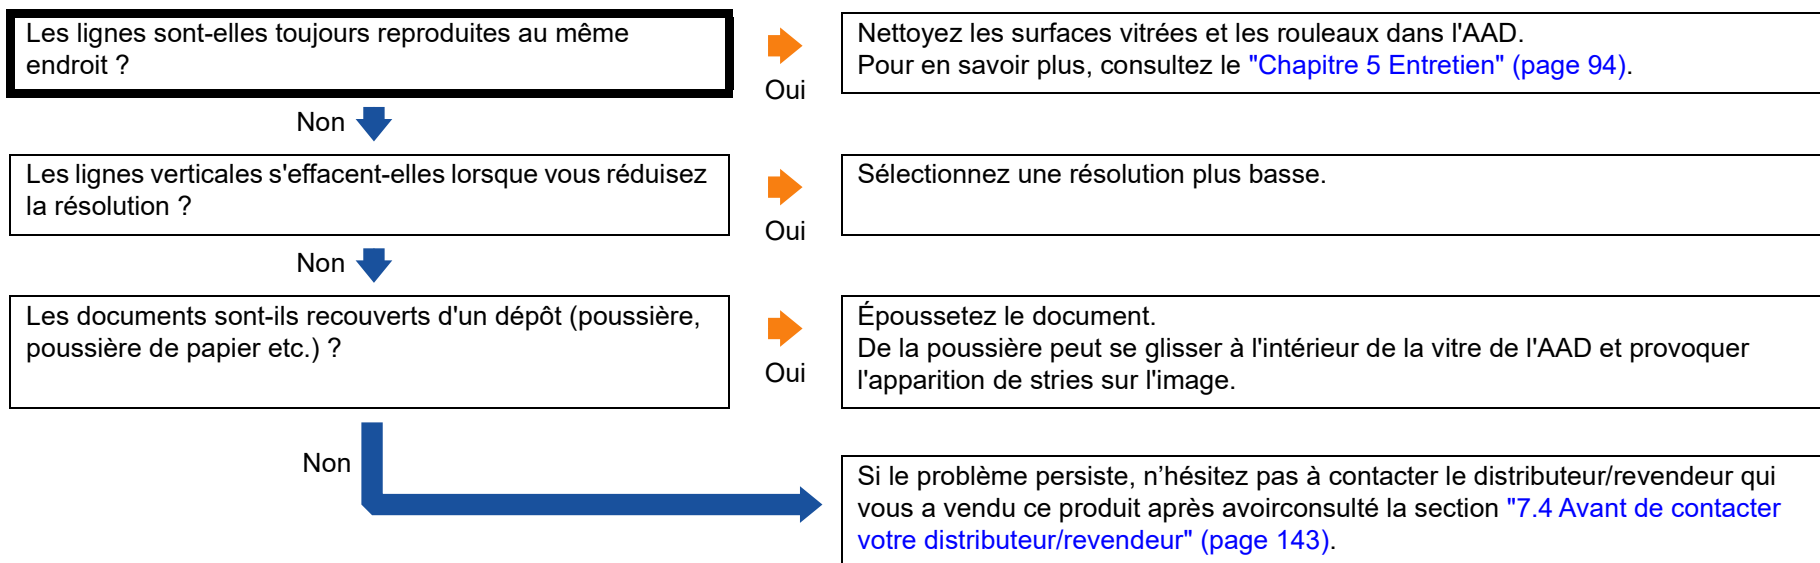 Les lignes sont-elles toujours reproduites au même
endroit ?
Oui
Nettoyez les surfaces vitrées et les rouleaux dans l'AAD.
Pour en savoir plus, consultez le "Chapitre 5 Entretien" (page 94).
Non
Les lignes verticales s'effacent-elles lorsque vous réduisez
la résolution ?
Oui
Sélectionnez une résolution plus basse.
Non
Les documents sont-ils recouverts d'un dépôt (poussière,
poussière de papier etc.) ?
Oui
Époussetez le document.
De la poussière peut se glisser à l'intérieur de la vitre de l'AAD et provoquer
l'apparition de stries sur l'image.
Non
Si le problème persiste, n’hésitez pas à contacter le distributeur/revendeur qui
vous a vendu ce produit après avoirconsulté la section "7.4 Avant de contacter
votre distributeur/revendeur" (page 143).